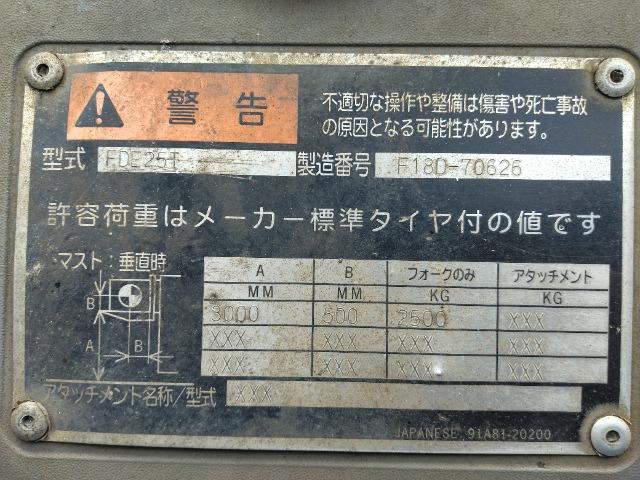 警告
不適切な操作や整備は傷害や死亡事故
の原因となる可能性があります。
型式 FDE25T 製造番号 F18D-70626
許容荷重はメーカー標準タイヤ付の値です
マスト:垂直時
A B フォークのみ アタッチメント
MM MM KG KG
3000 500 2500 XXX
XXX XXX XXX XXX
XXX XXX XXX XXX
B
A B
アタッチメント名称/型式 XXX
JAPANESE 91A81-20200